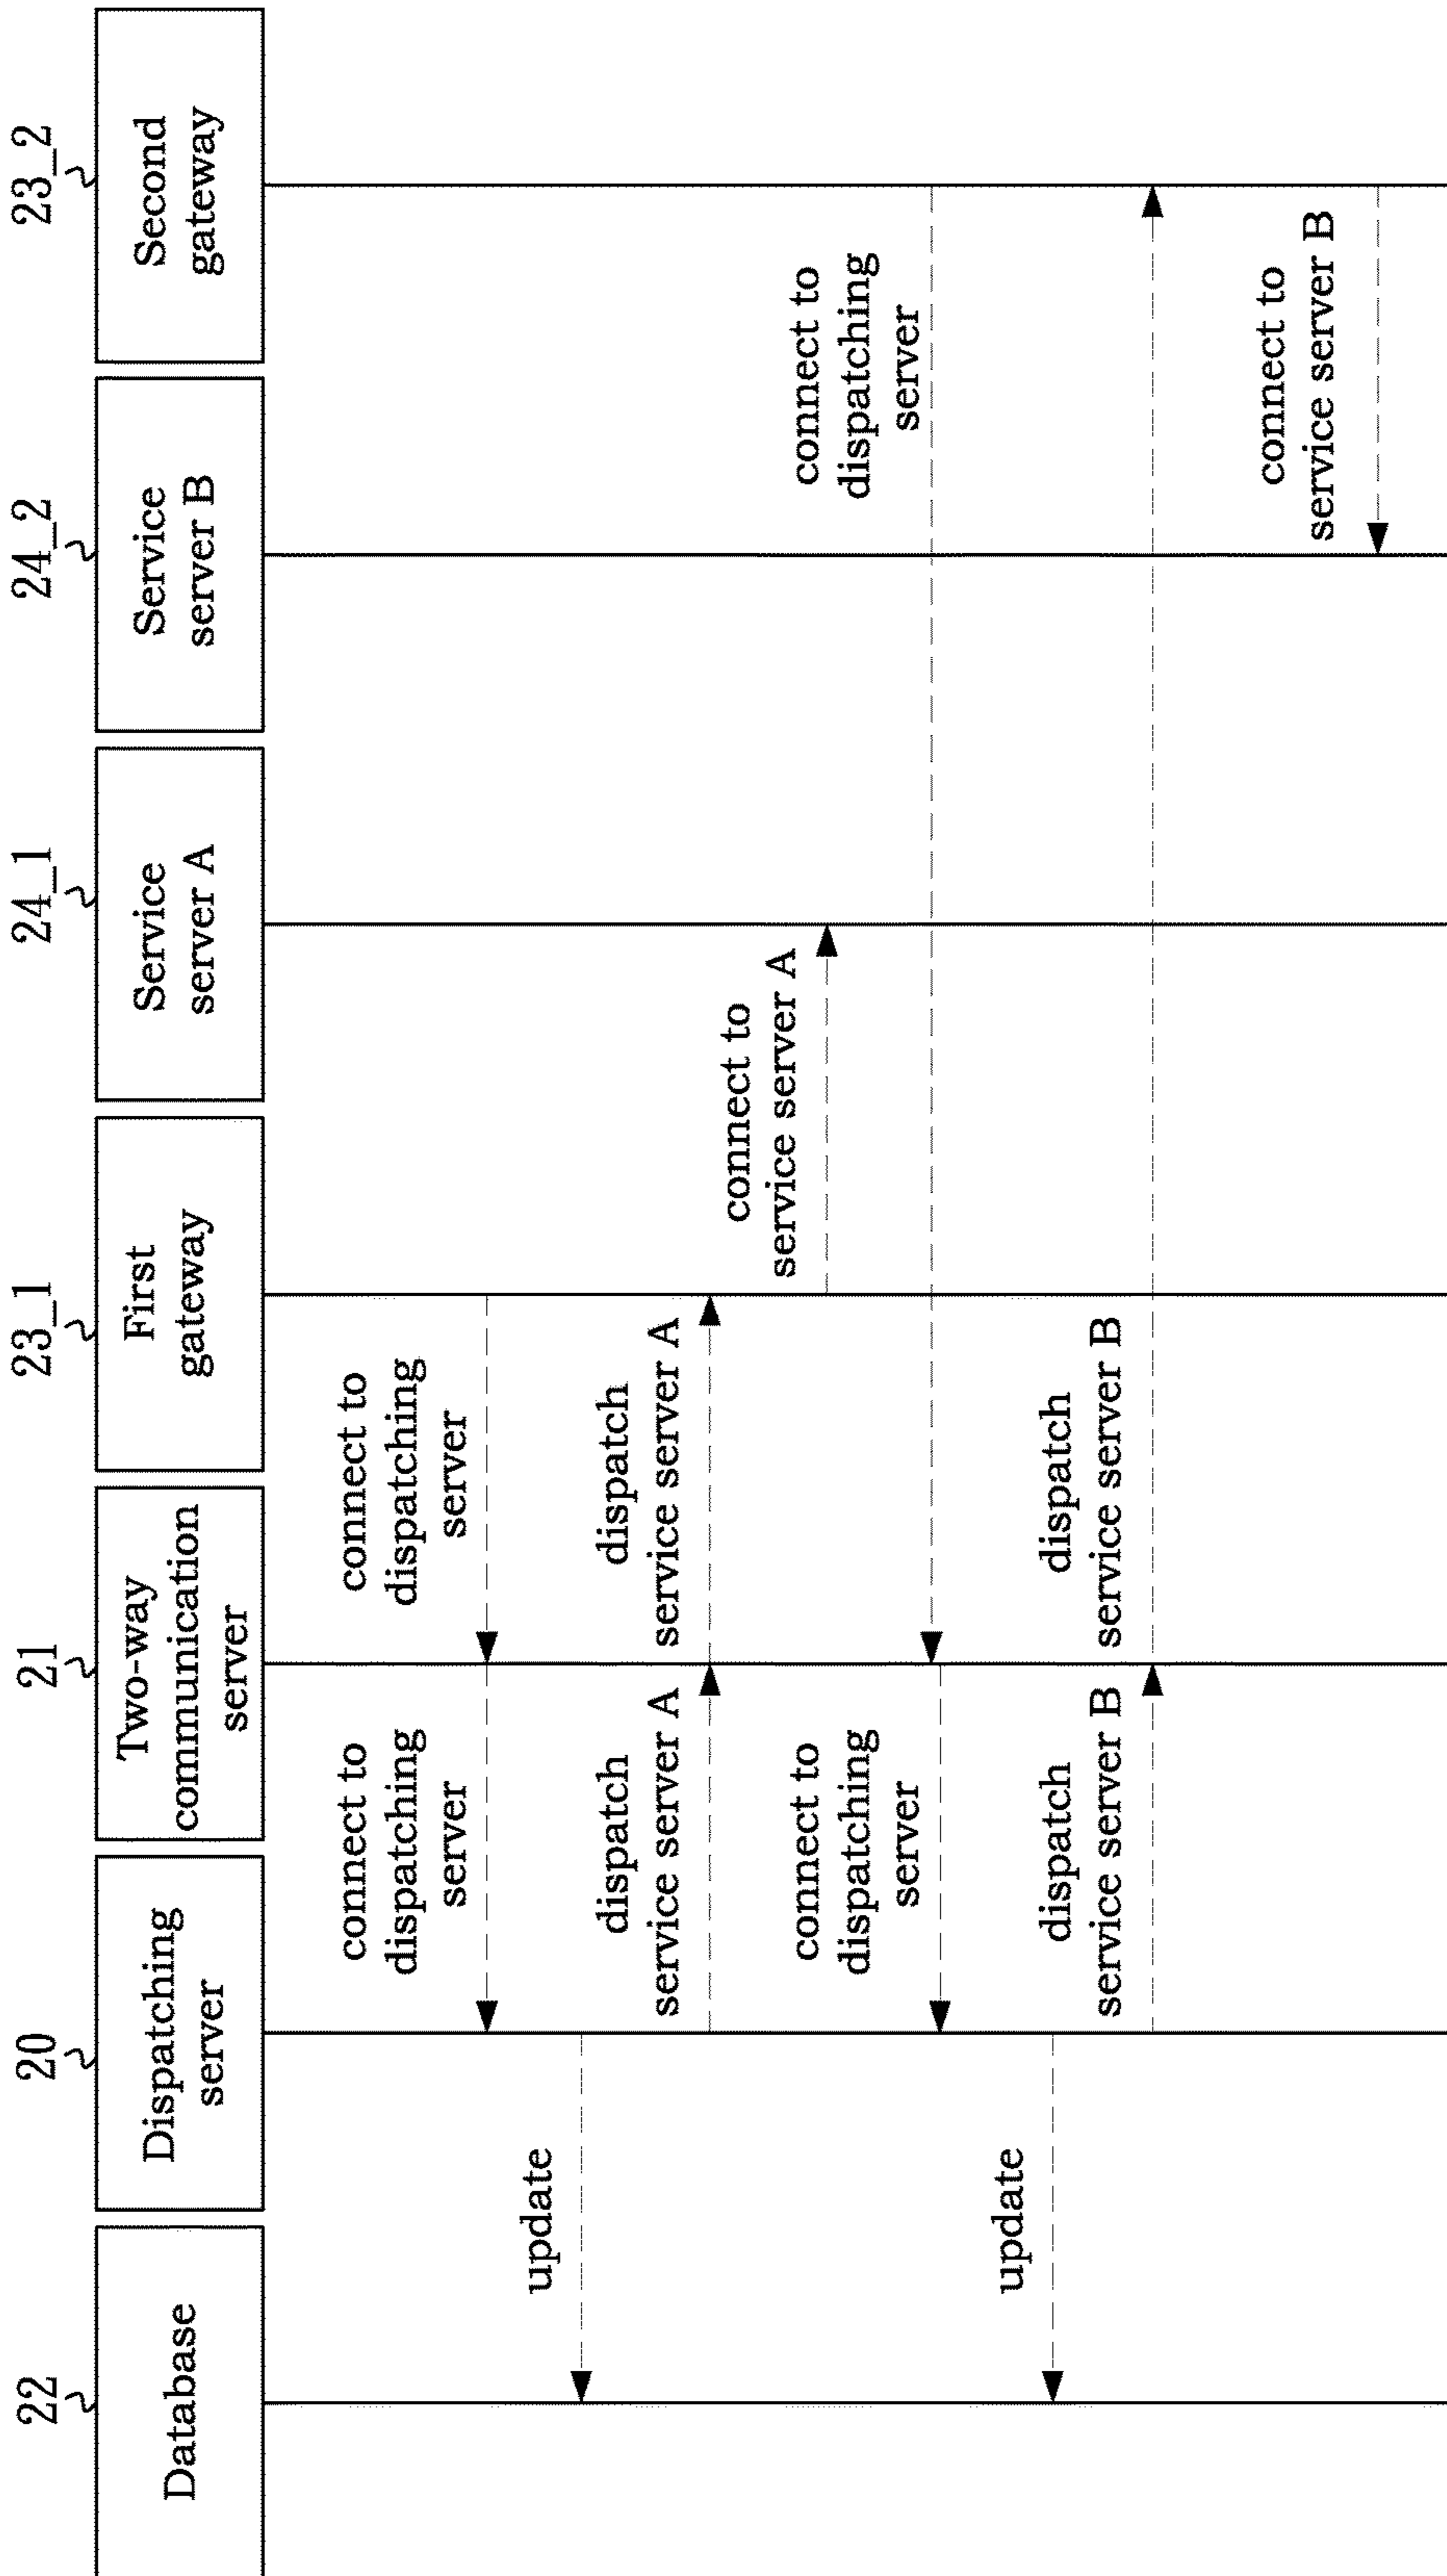 22
20
21
23_1
24_1
24_2
23_2
Database
Dispatching
server
Two-way
communication
server
First
gateway
Service
server A
Service
server B
Second
gateway
connect to
dispatching
server
connect to
dispatching
server
update
dispatch
service server A
dispatch
service server A
connect to
service server A
connect to
dispatching
server
connect to
dispatching
server
update
dispatch
service server B
dispatch
service server B
connect to
service server B